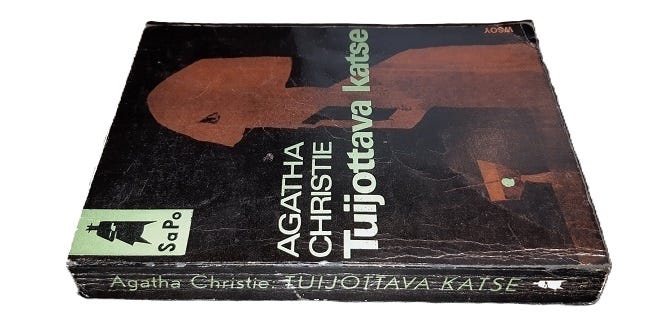 AGATHA
CHRISTIE
Tuijottava katse
WSOY
SaPo
Agatha Christie: TUIJOTTAVA KATSE